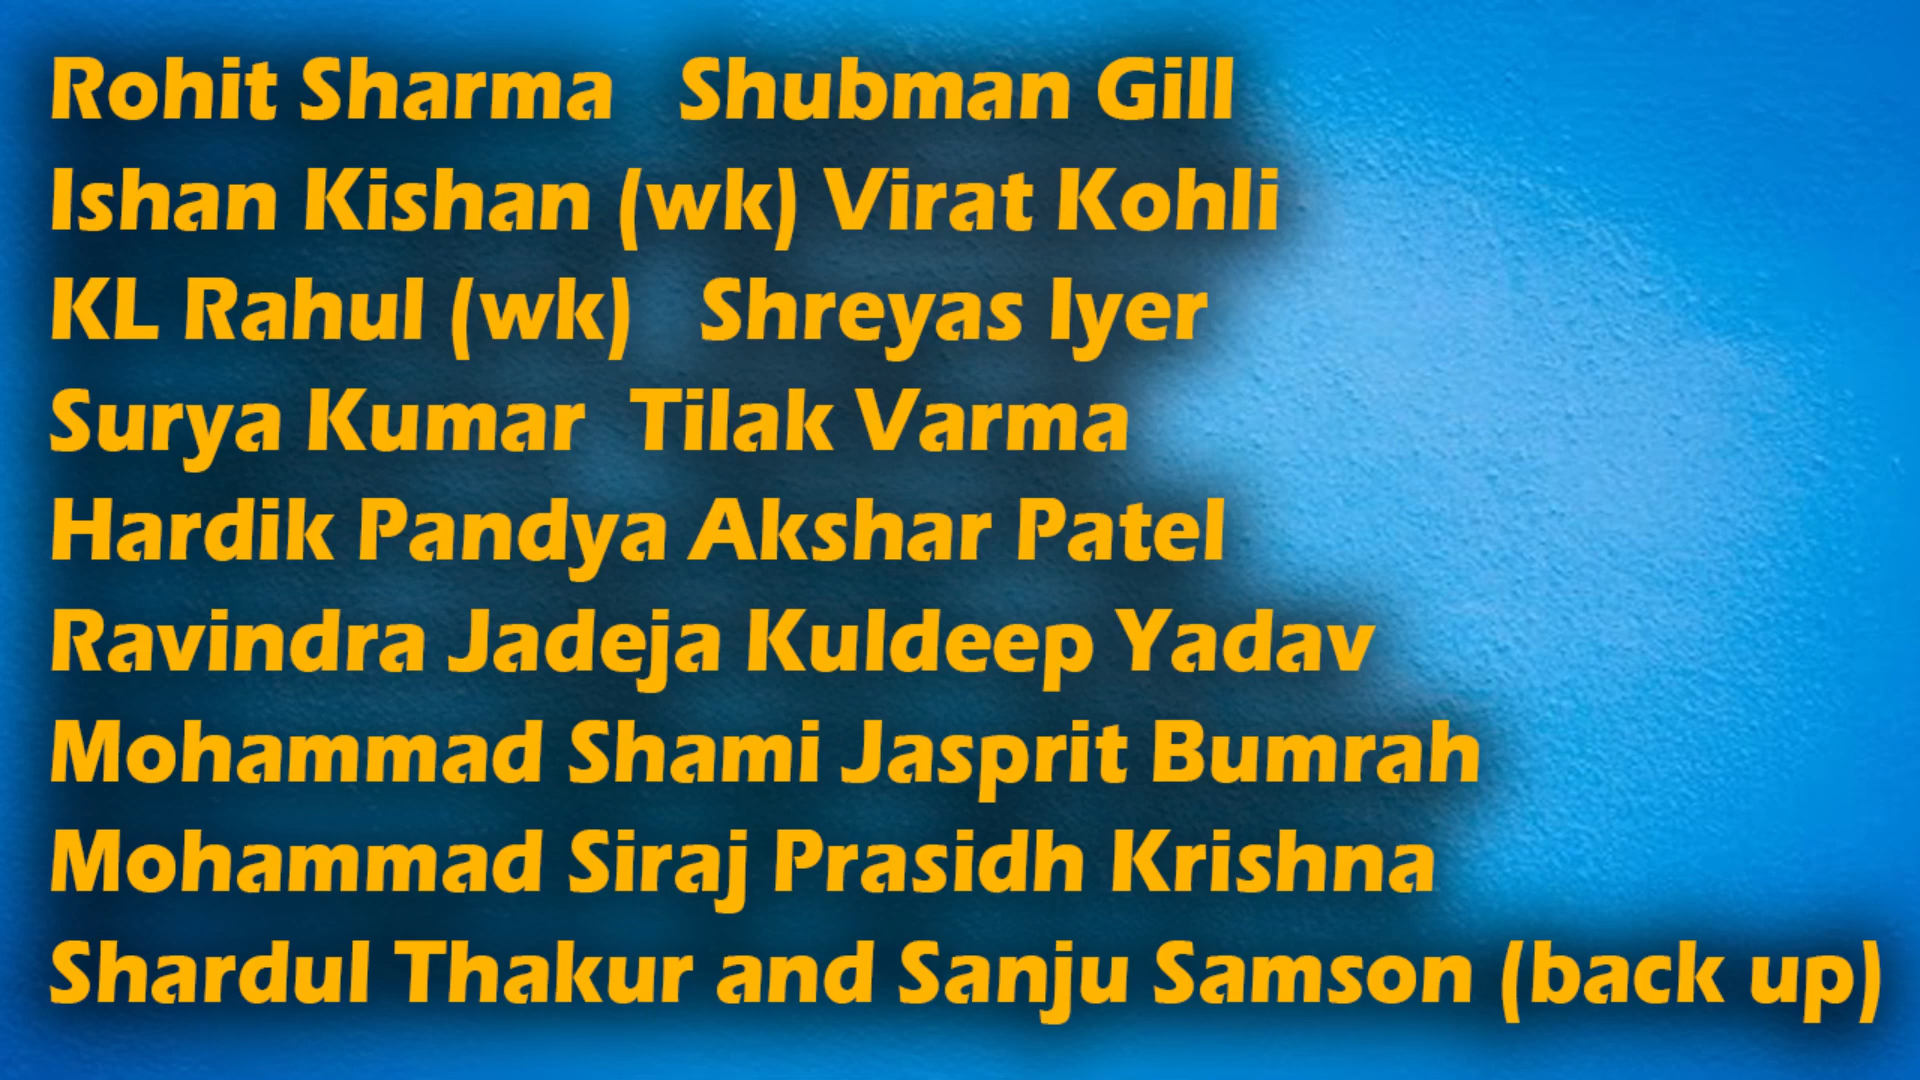 Rohit Sharma Shubman Gill
Ishan Kishan (wk) Virat Kohli
KL Rahul (wk) Shreyas Iyer
Surya Kumar Tilak Varma
Hardik Pandya Akshar Patel
Ravindra Jadeja Kuldeep Yadav
Mohammad Shami Jasprit Bumrah
Mohammad Siraj Prasidh Krishna
Shardul Thakur and Sanju Samson (back up)